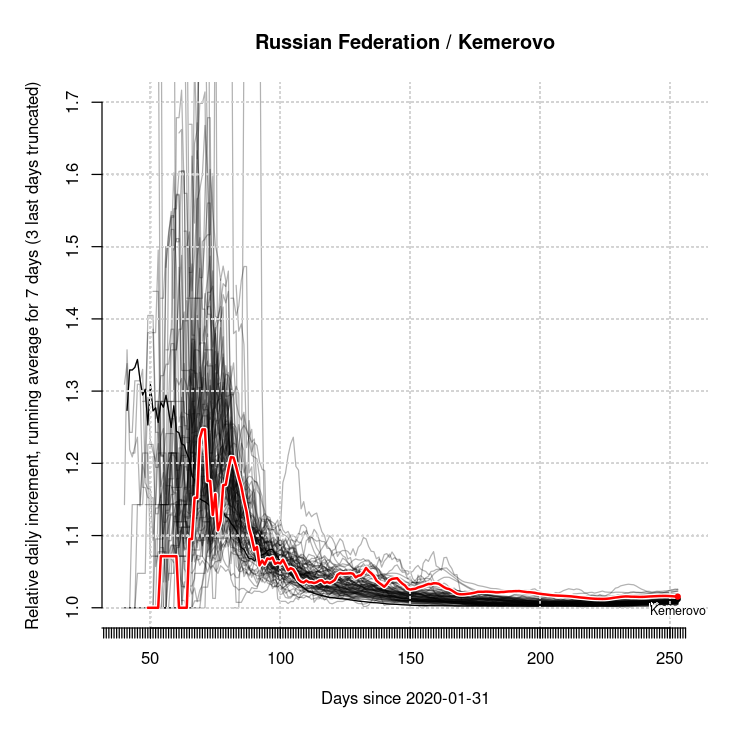 Russian Federation / Kemerovo
Relative daily increment, running average for 7 days (3 last days truncated)
1.7
1.6
1.5
1.4
1.3
1.2
1.1
1.0
Kemerovo
50 100 150 200 250
Days since 2020-01-31